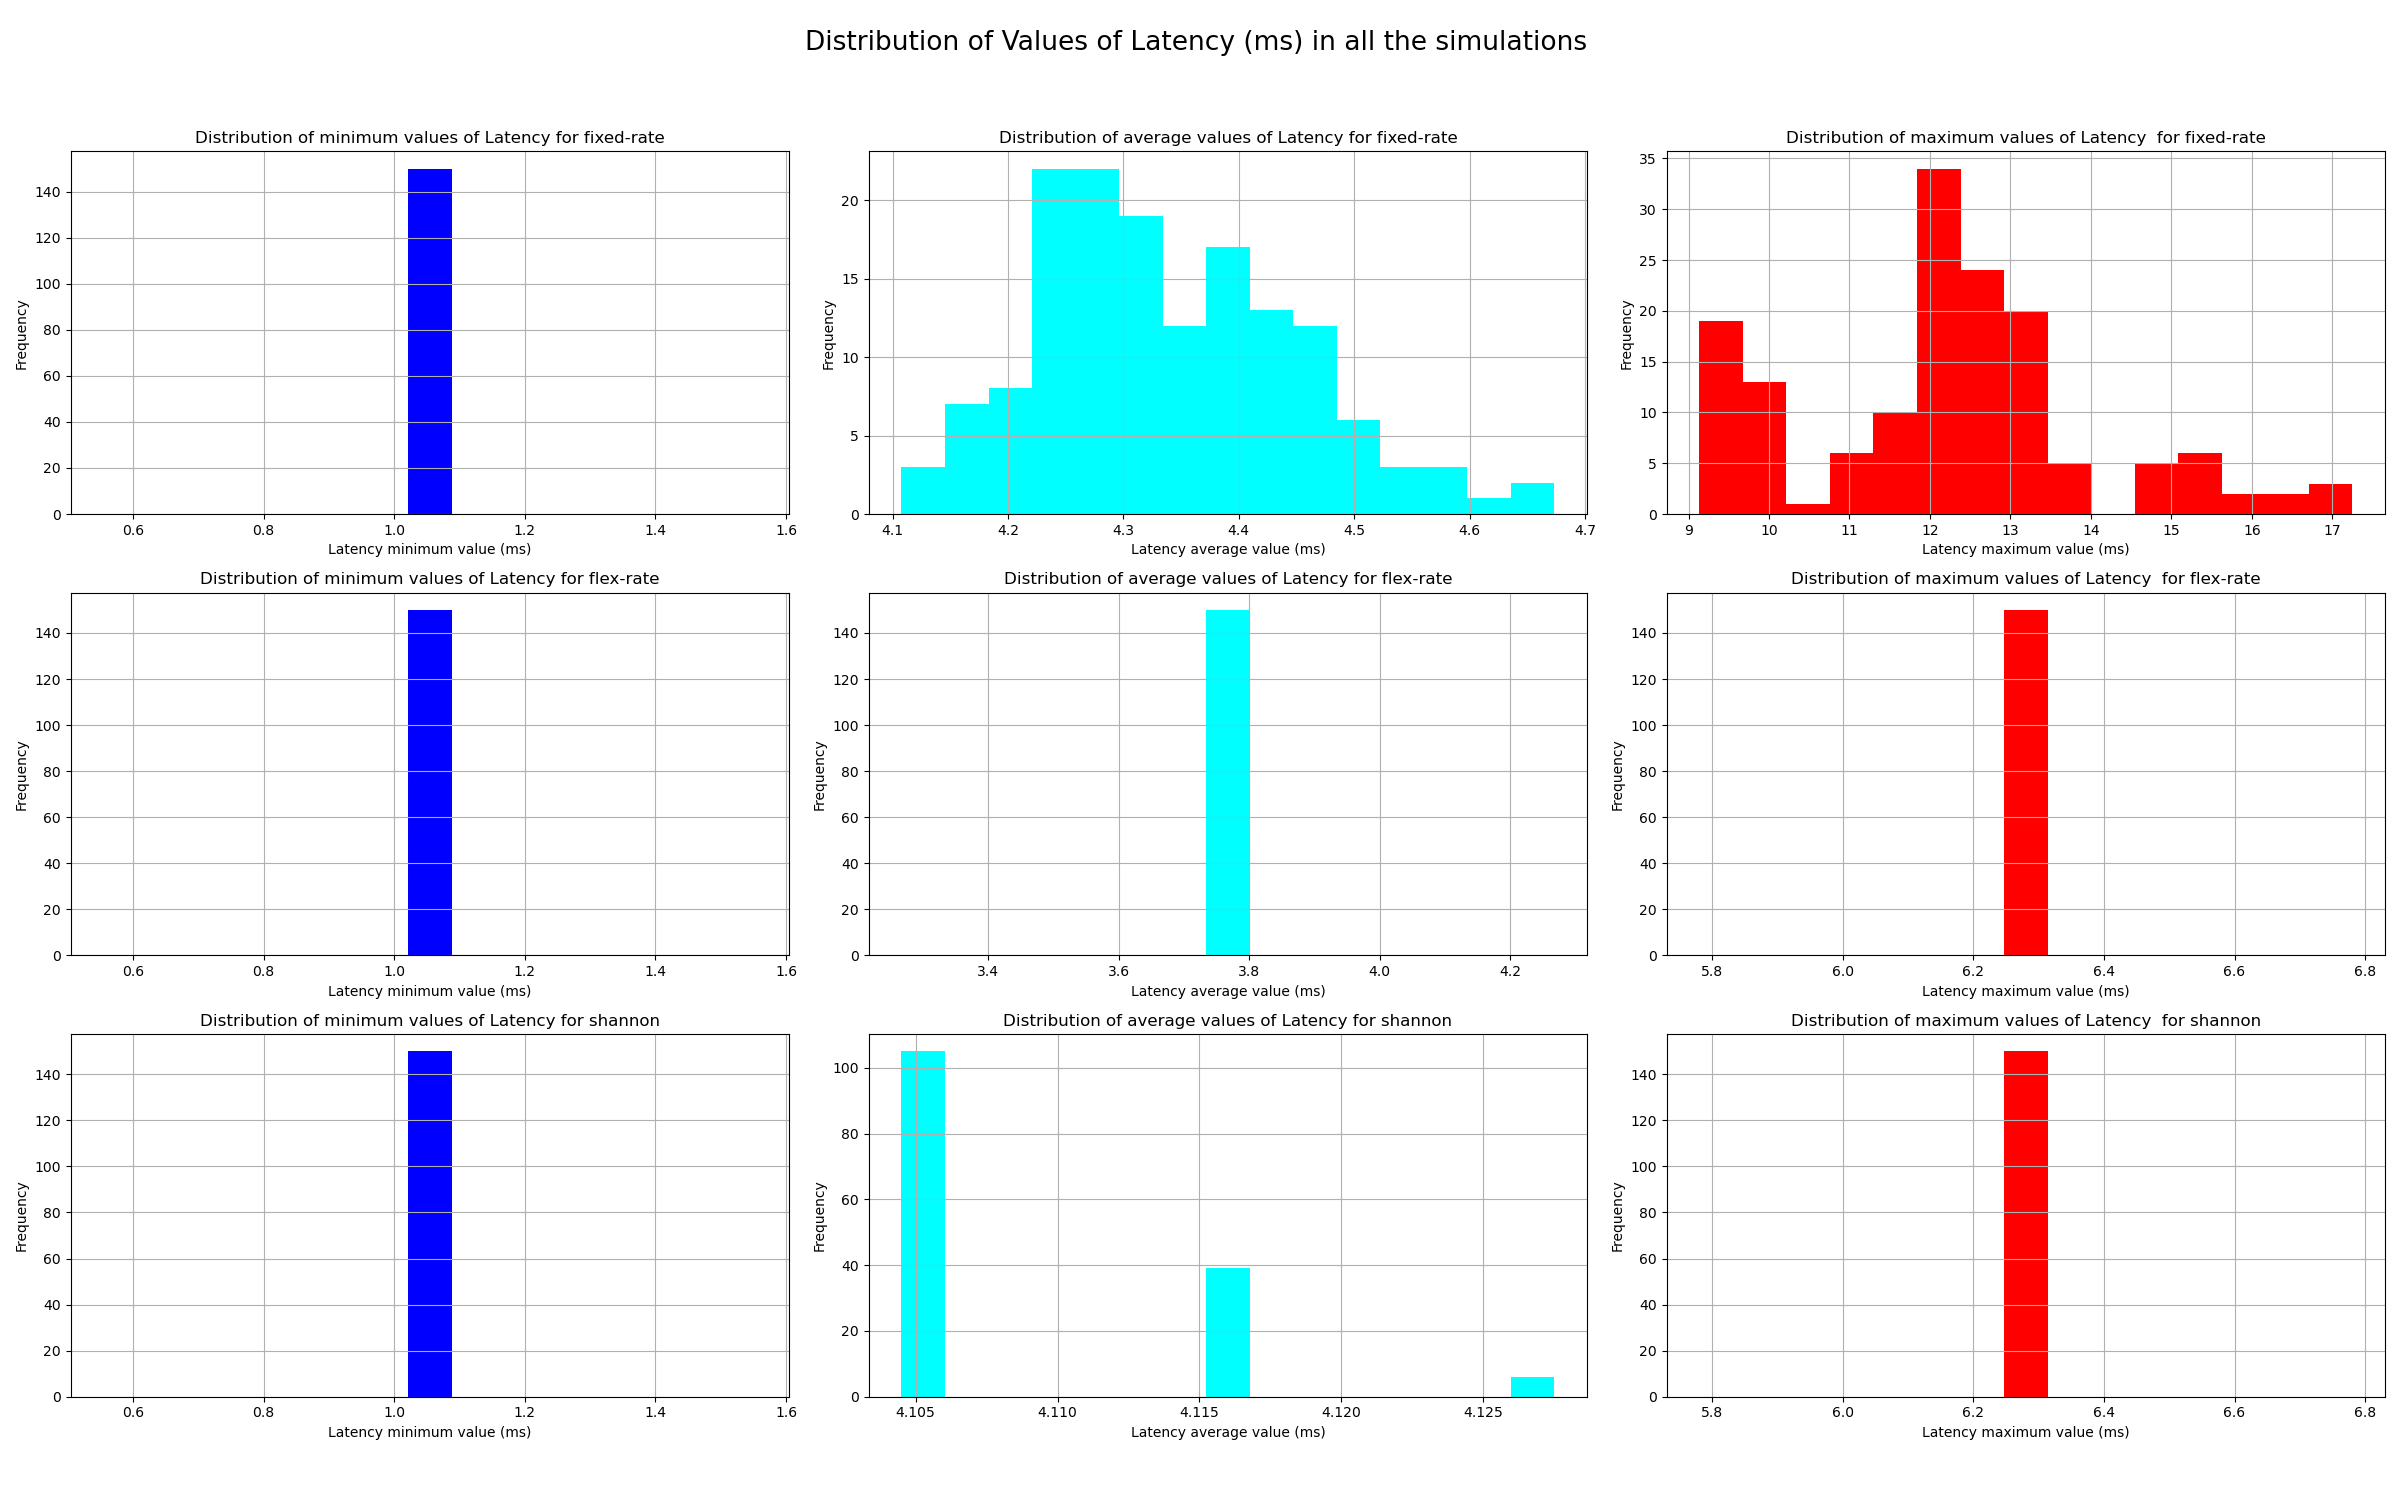 Distribution of Values of Latency (ms) in all the simulations
Distribution of minimum values of Latency for fixed-rate
Frequency
140
120
100
80
60
40
20
0
0.6 0.8 1.0 1.2 1.4 1.6
Latency minimum value (ms)
Distribution of average values of Latency for fixed-rate
Frequency
20
15
10
5
0
4.1 4.2 4.3 4.4 4.5 4.6 4.7
Latency average value (ms)
Distribution of maximum values of Latency  for fixed-rate
Frequency
35
30
25
20
15
10
5
0
9 10 11 12 13 14 15 16 17
Latency maximum value (ms)
Distribution of minimum values of Latency for flex-rate
Frequency
140
120
100
80
60
40
20
0
0.6 0.8 1.0 1.2 1.4 1.6
Latency minimum value (ms)
Distribution of average values of Latency for flex-rate
Frequency
140
120
100
80
60
40
20
0
3.4 3.6 3.8 4.0 4.2
Latency average value (ms)
Distribution of maximum values of Latency  for flex-rate
Frequency
140
120
100
80
60
40
20
0
5.8 6.0 6.2 6.4 6.6 6.8
Latency maximum value (ms)
Distribution of minimum values of Latency for shannon
Frequency
140
120
100
80
60
40
20
0
0.6 0.8 1.0 1.2 1.4 1.6
Latency minimum value (ms)
Distribution of average values of Latency for shannon
Frequency
100
80
60
40
20
0
4.105 4.110 4.115 4.120 4.125
Latency average value (ms)
Distribution of maximum values of Latency  for shannon
Frequency
140
120
100
80
60
40
20
0
5.8 6.0 6.2 6.4 6.6 6.8
Latency maximum value (ms)